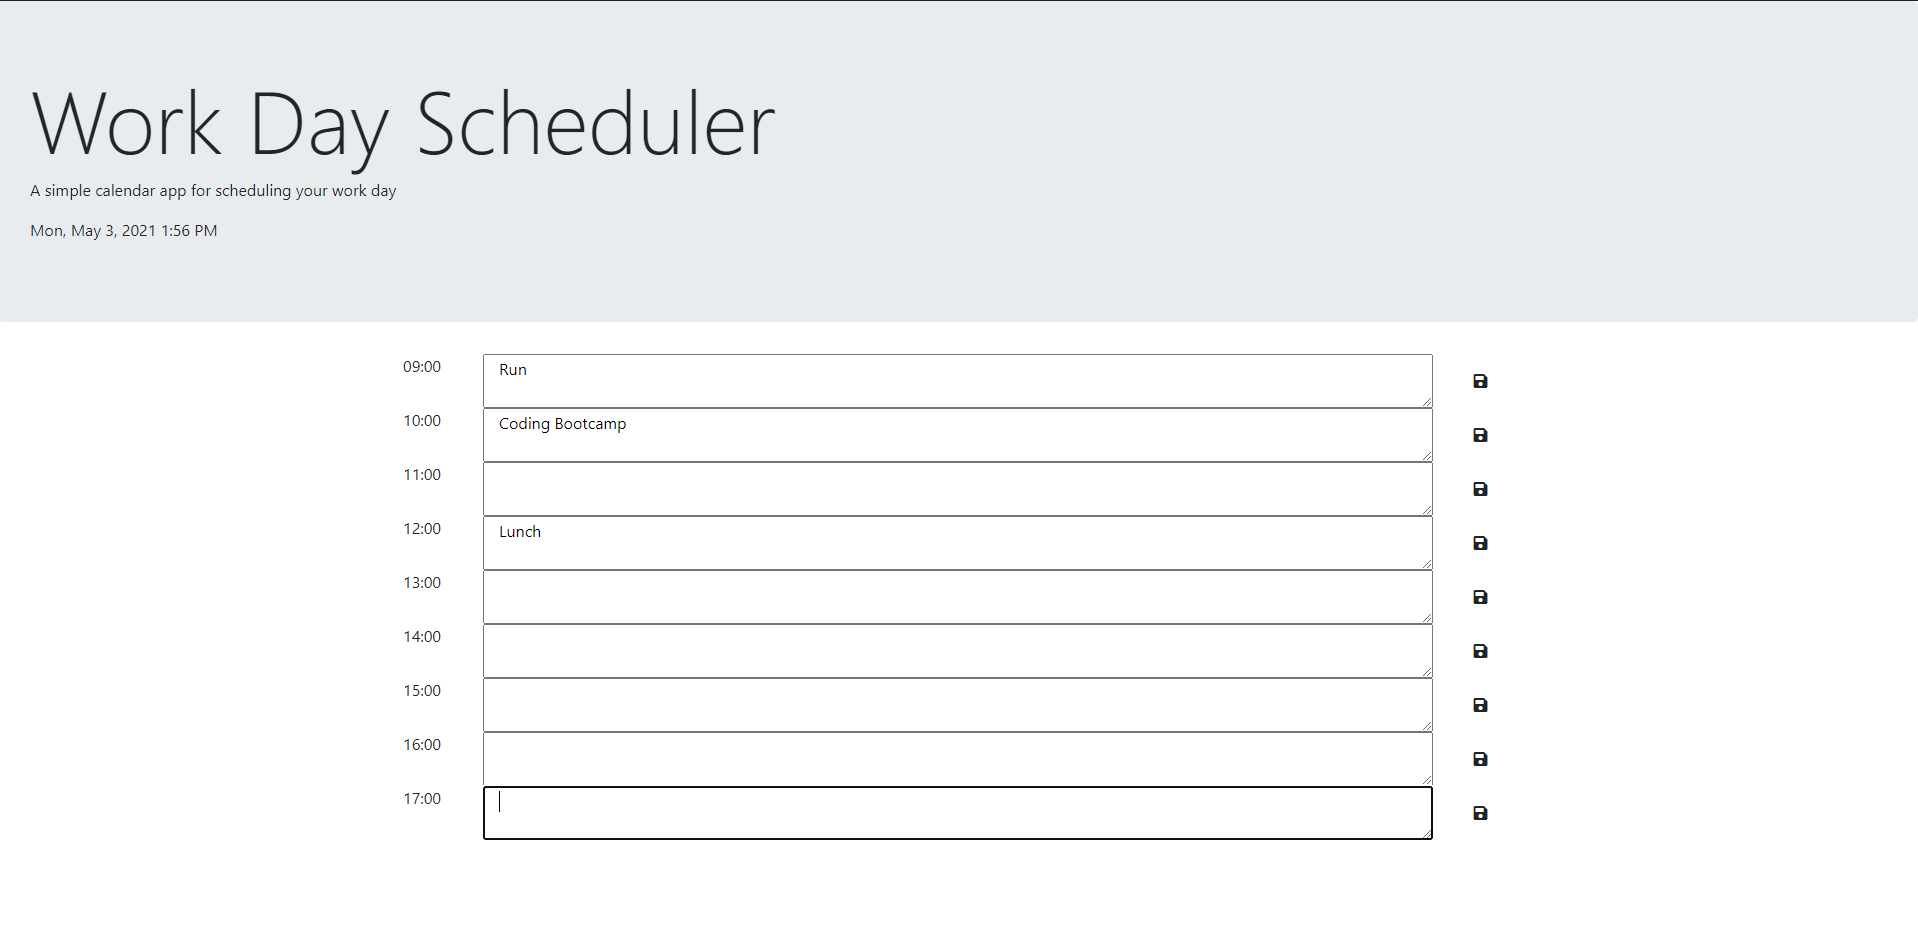 Work Day Scheduler
A simple calendar app for scheduling your work day
Mon, May 3, 2021 1:56 PM
09:00 Run
10:00 Coding Bootcamp
11:00
12:00 Lunch
13:00
14:00
15:00
16:00
17:00